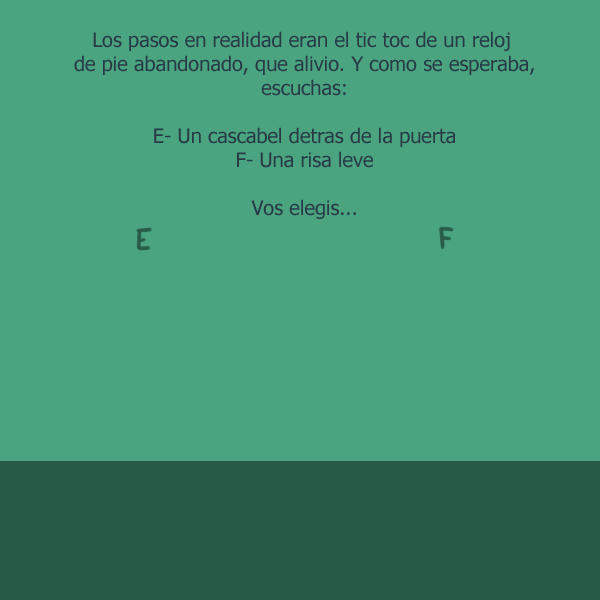 Los pasos en realidad eran el tic toc de un reloj
de pie abandonado, que alivio. Y como se esperaba,
escuchas:
E- Un cascabel detras de la puerta
F- Una risa leve
Vos elegis...
E F